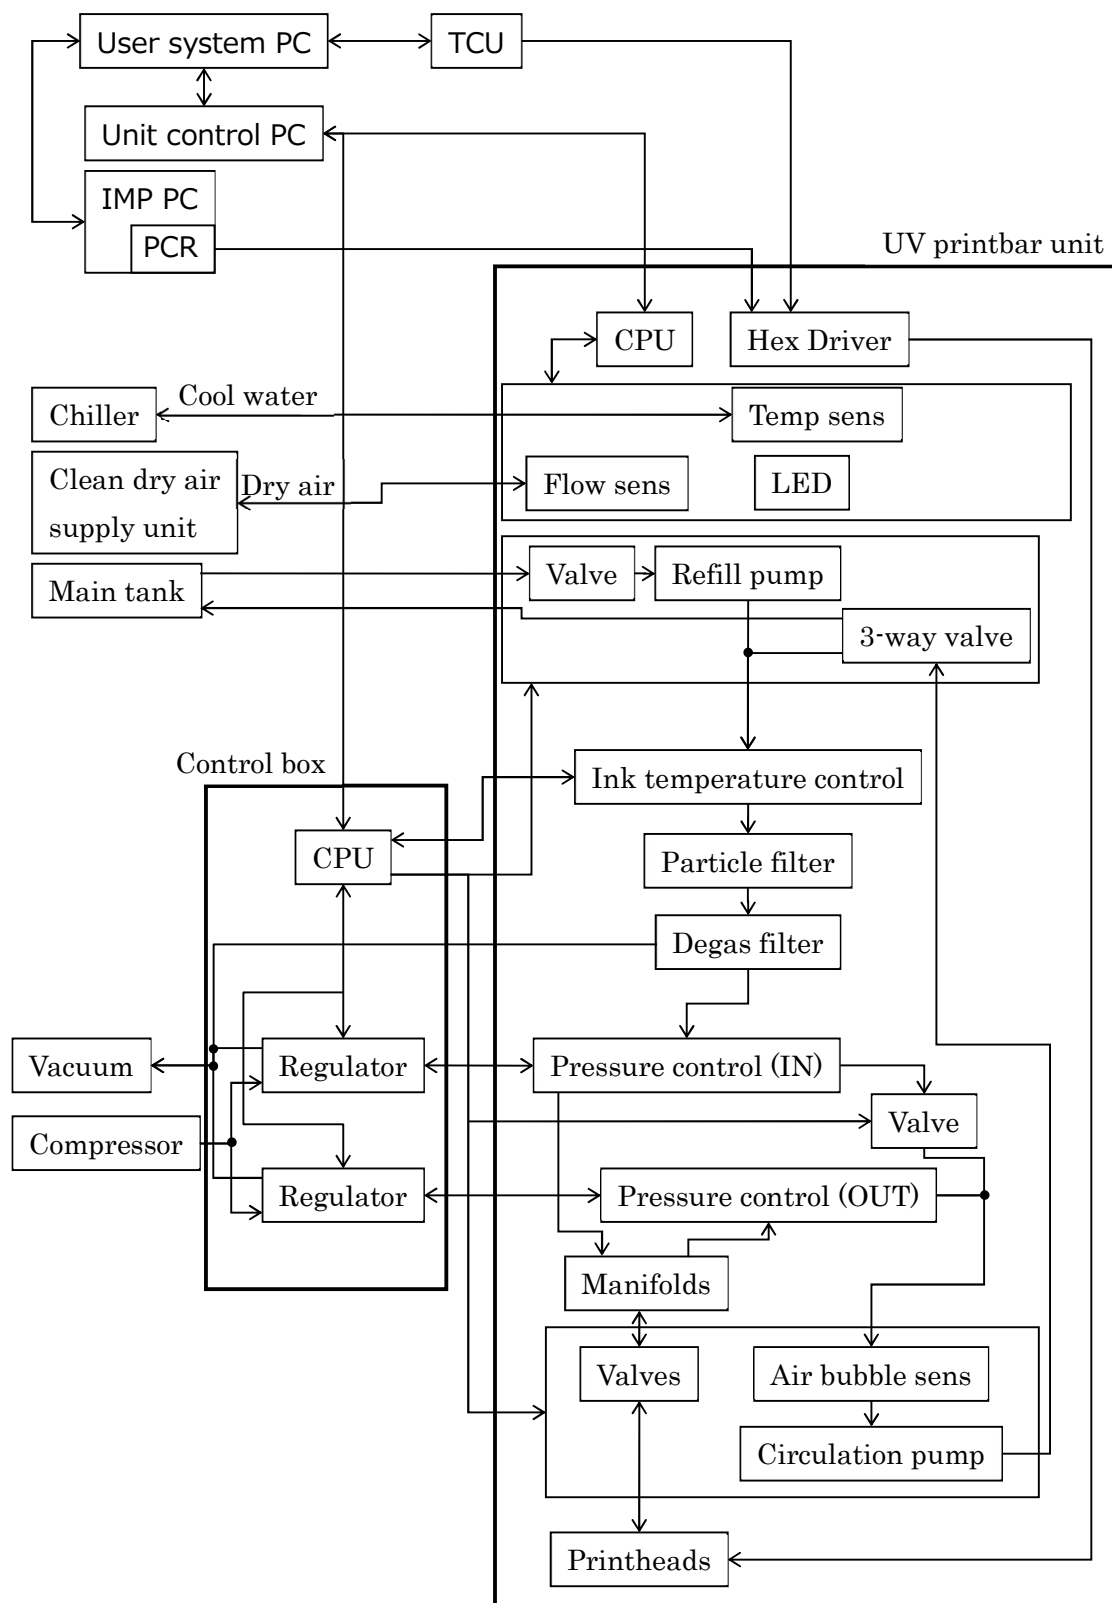 User system PC
TCU
Unit control PC
IMP PC
PCR
UV printbar unit
CPU
Hex Driver
Cool water
Chiller
Temp sens
Clean dry air
supply unit
Dry air
Flow sens
LED
Main tank
Valve
Refill pump
3-way valve
Control box
Ink temperature control
CPU
Particle filter
Degas filter
Vacuum
Regulator
Pressure control (IN)
Compressor
Valve
Regulator
Pressure control (OUT)
Manifolds
Valves
Air bubble sens
Circulation pump
Printheads